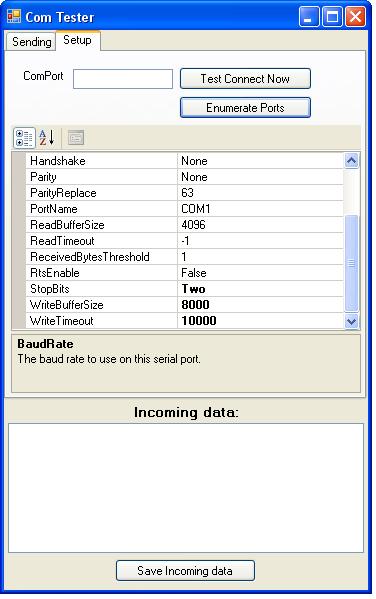 Com Tester
Sending Setup
ComPort Test Connect Now
Enumerate Ports
A
Z
Handshake None
Parity None
ParityReplace 63
PortName COM1
ReadBufferSize 4096
ReadTimeout -1
ReceivedBytesThreshold 1
RtsEnable False
StopBits Two
WriteBufferSize 8000
WriteTimeout 10000
BaudRate
The baud rate to use on this serial port.
Incoming data:
Save Incoming data